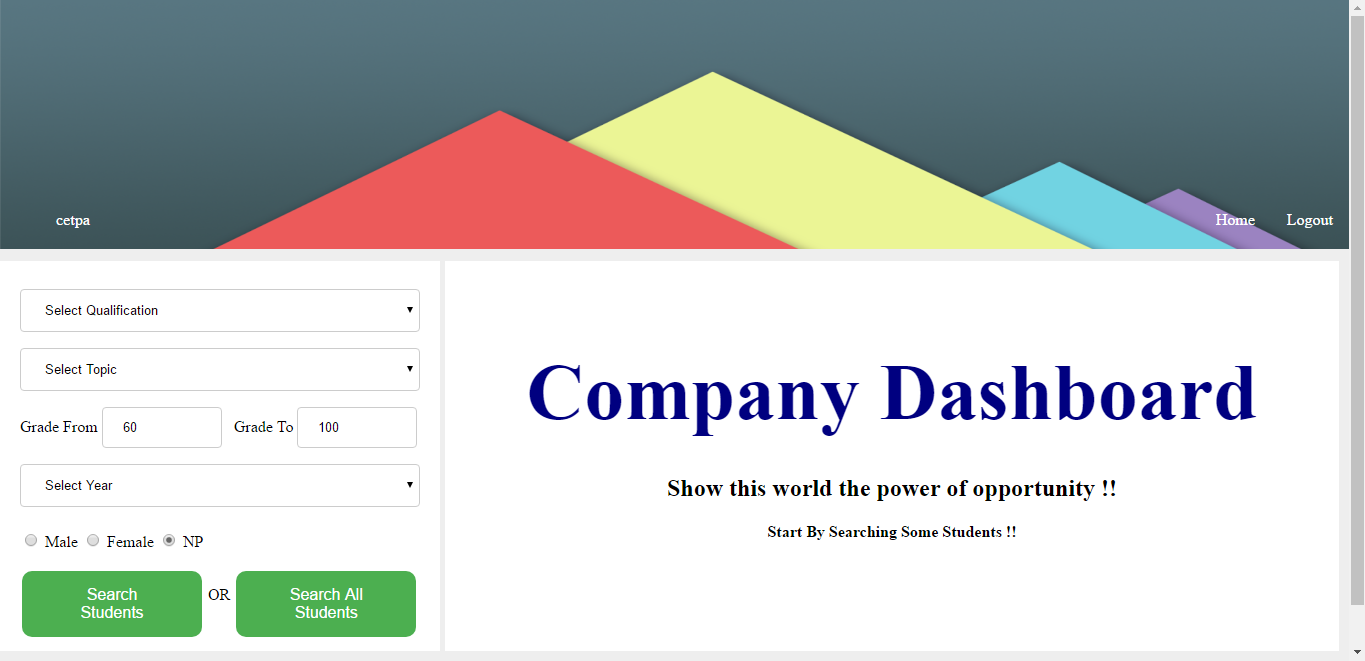 cetpa
Home
Logout
Select Qualification
Select Topic
Grade From 60 Grade To 100
Select Year
Male Female NP
Search
Students
OR
Search All
Students
Company Dashboard
Show this world the power of opportunity !!
Start By Searching Some Students !!